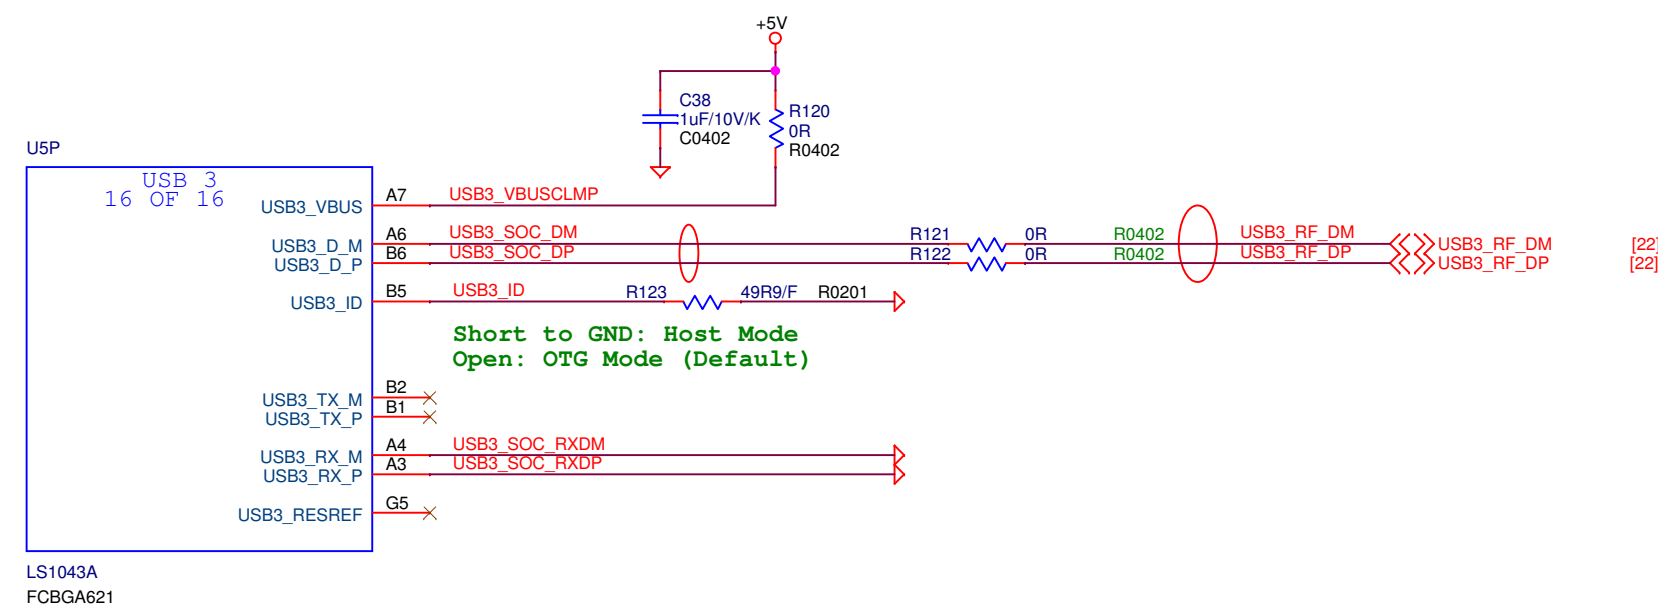 +5V
C38
1uF/10V/K
C0402
R120
0R
R0402
U5P
USB 3
16 OF 16
USB3_VBUS A7 USB3_VBUSCLMP
USB3_D_M A6 USB3_SOC_DM R121 0R R0402 USB3_RF_DM USB3_RF_DM [22]
USB3_D_P B6 USB3_SOC_DP R122 0R R0402 USB3_RF_DP USB3_RF_DP [22]
USB3_ID B5 USB3_ID R123 49R9/F R0201
Short to GND: Host Mode
Open: OTG Mode (Default)
USB3_TX_M B2
USB3_TX_P B1
USB3_RX_M A4 USB3_SOC_RXDM
USB3_RX_P A3 USB3_SOC_RXDP
USB3_RESREF G5
LS1043A
FCBGA621